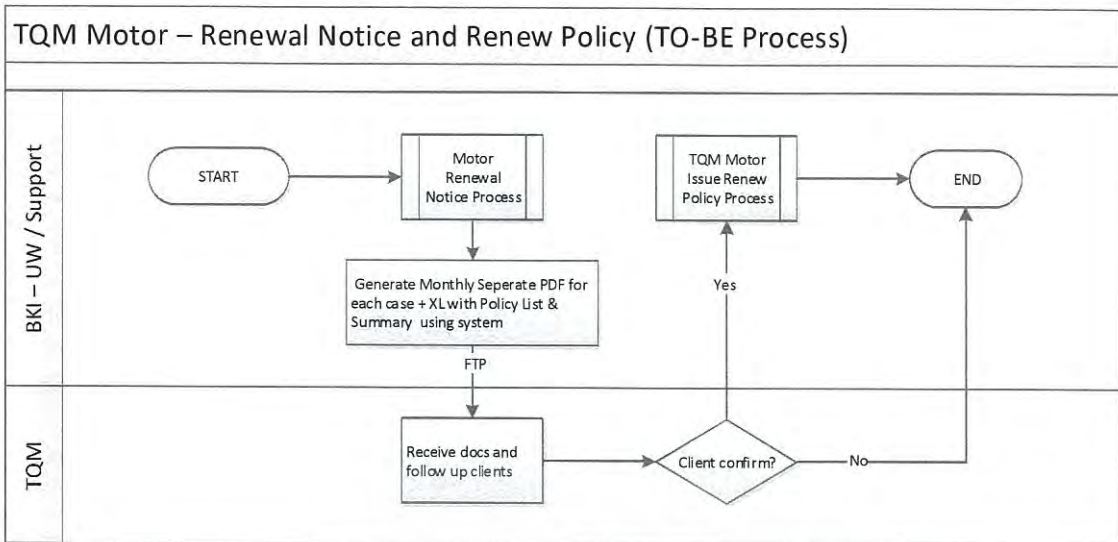 TQM Motor – Renewal Notice and Renew Policy (TO-BE Process)
BKI – UW / Support
START
Motor
Renewal
Notice Process
TQM Motor
Issue Renew
Policy Process
END
Generate Monthly Seperate PDF for
each case + XL with Policy List &
Summary using system
Yes
FTP
TQM
Receive docs and
follow up clients
Client confirm?
No